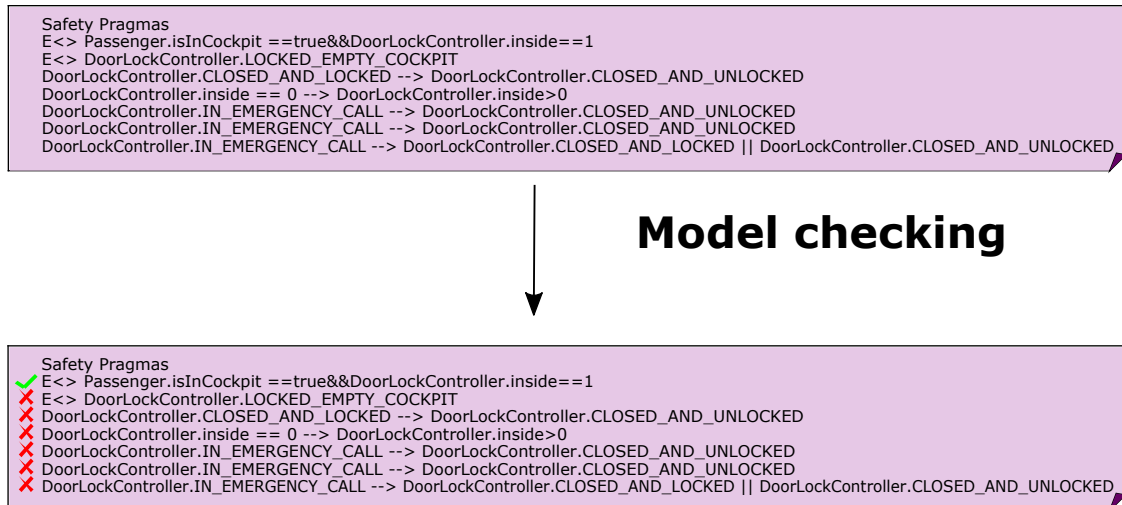 Safety Pragmas
E<> Passenger.isInCockpit ==true&&DoorLockController.inside==1
E<> DoorLockController.LOCKED_EMPTY_COCKPIT
DoorLockController.CLOSED_AND_LOCKED --> DoorLockController.CLOSED_AND_UNLOCKED
DoorLockController.inside == 0 --> DoorLockController.inside>0
DoorLockController.IN_EMERGENCY_CALL --> DoorLockController.CLOSED_AND_UNLOCKED
DoorLockController.IN_EMERGENCY_CALL --> DoorLockController.CLOSED_AND_UNLOCKED
DoorLockController.IN_EMERGENCY_CALL --> DoorLockController.CLOSED_AND_LOCKED || DoorLockController.CLOSED_AND_UNLOCKED
Model checking
Safety Pragmas
E<> Passenger.isInCockpit ==true&&DoorLockController.inside==1
E<> DoorLockController.LOCKED_EMPTY_COCKPIT
DoorLockController.CLOSED_AND_LOCKED --> DoorLockController.CLOSED_AND_UNLOCKED
DoorLockController.inside == 0 --> DoorLockController.inside>0
DoorLockController.IN_EMERGENCY_CALL --> DoorLockController.CLOSED_AND_UNLOCKED
DoorLockController.IN_EMERGENCY_CALL --> DoorLockController.CLOSED_AND_UNLOCKED
DoorLockController.IN_EMERGENCY_CALL --> DoorLockController.CLOSED_AND_LOCKED || DoorLockController.CLOSED_AND_UNLOCKED